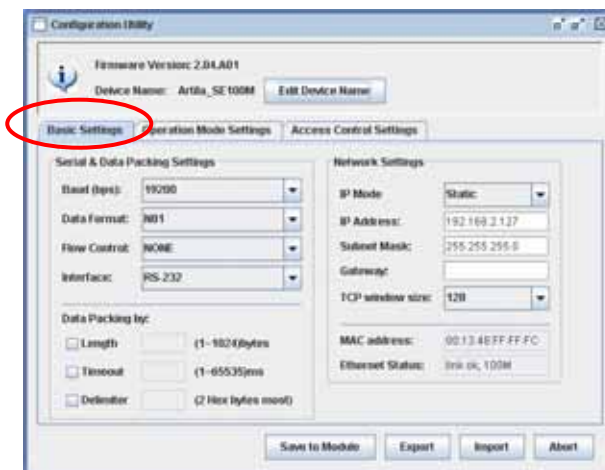 Configuration Utility
Firmware Version: 2.04.A01
Deivce Name: Artila_SE100M Edit Device Name
Basic Settings Operation Mode Settings Access Control Settings
Serial & Data Packing Settings
Baud (bps): 19200
Data Format: N81
Flow Control: NONE
Interface: RS-232
Data Packing by:
Length (1~1024)bytes
Timeout (1~65535)ms
Delimiter (2 Hex bytes most)
Network Settings
IP Mode Static
IP Address: 192.168.2.127
Subnet Mask: 255.255.255.0
Gateway:
TCP window size: 128
MAC address: 00:13:48:FF:FF:FC
Ethernet Status: link ok, 100M
Save to Module Export Import Abort